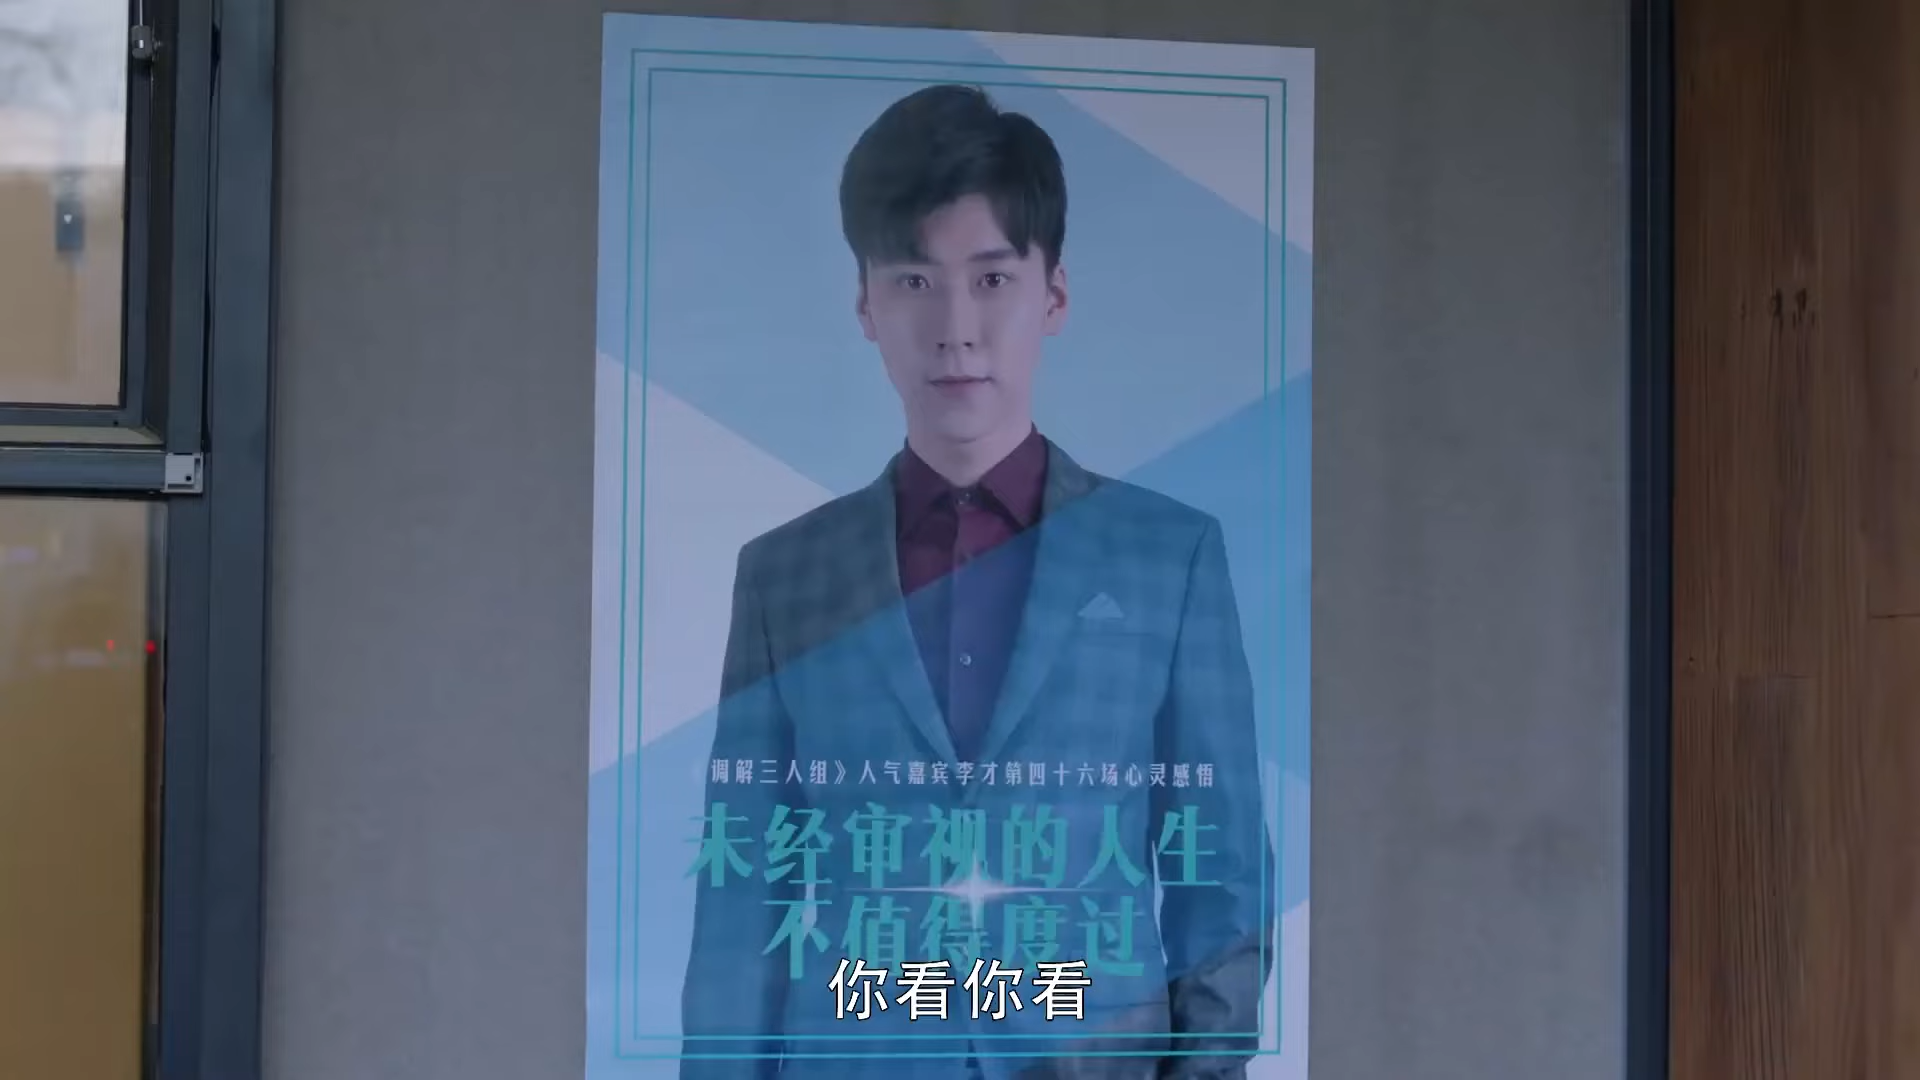 《调解三人组》人气嘉宾李才第四十六场心灵感悟
未经审视的人生
不值得度过
你看你看